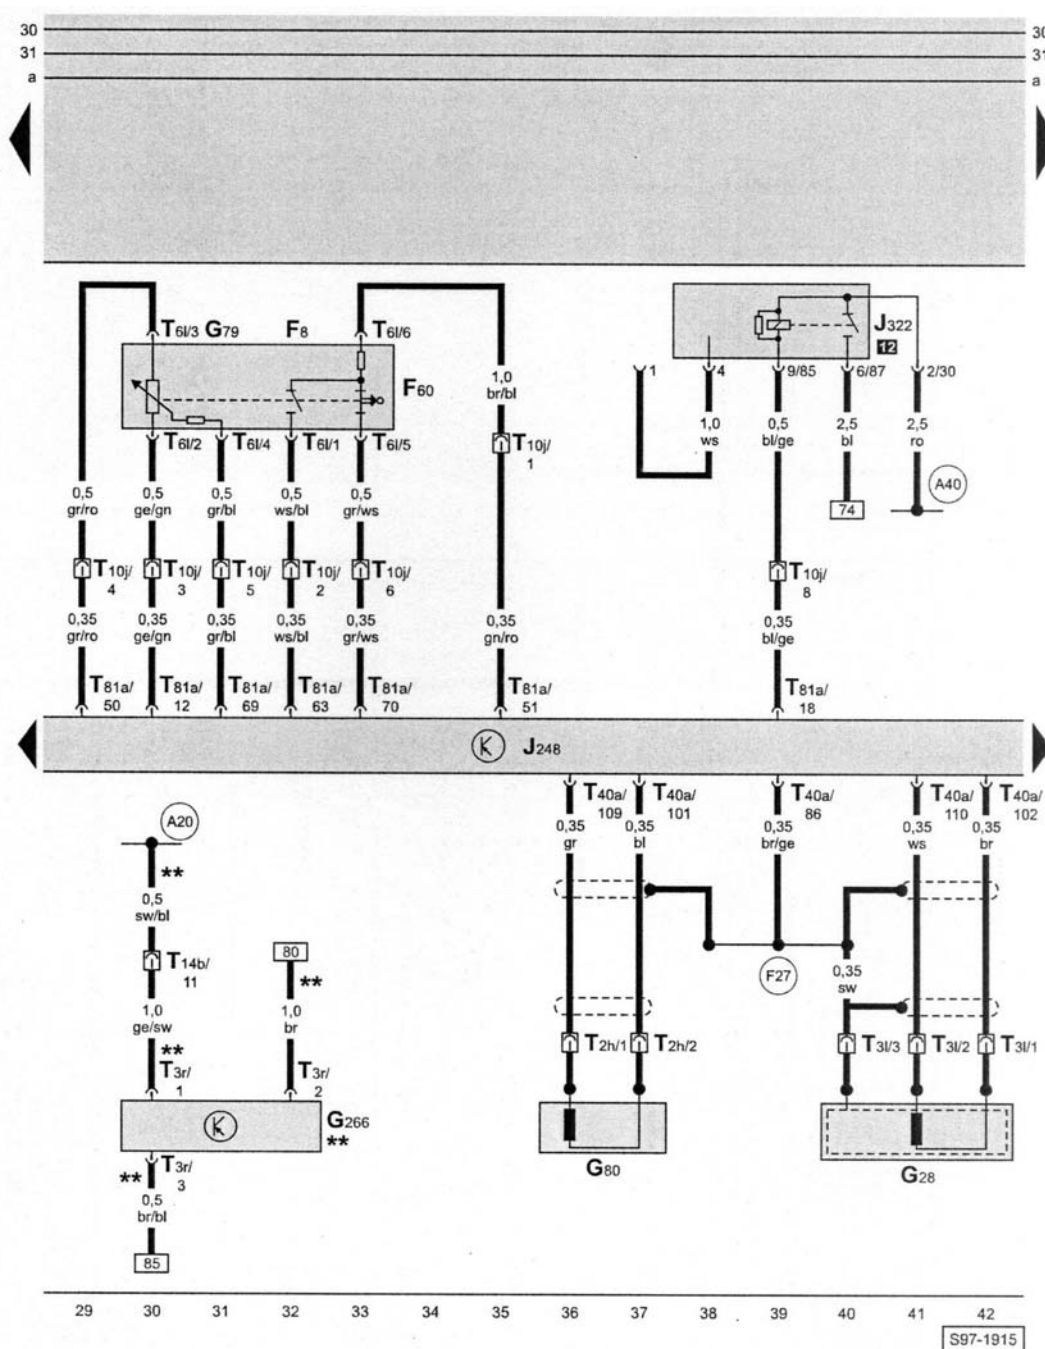 30 30
31 31
a a
T6l/3 G79 F8 T6l/6
J322
12
F60
1,0
br/bl
1 4 9/85 6/87 2/30
T6l/2 T6l/4 T6l/1 T6l/5
T10j/
1
1,0
ws
0,5
bl/ge
2,5
bl
2,5
ro
A40
74
0,5
gr/ro
0,5
ge/gn
0,5
gr/bl
0,5
ws/bl
0,5
gr/ws
T10j/
4
T10j/
3
T10j/
5
T10j/
2
T10j/
6
T10j/
8
0,35
gr/ro
0,35
ge/gn
0,35
gr/bl
0,35
ws/bl
0,35
gr/ws
0,35
gn/ro
0,35
bl/ge
T81a/
50
T81a/
12
T81a/
69
T81a/
63
T81a/
70
T81a/
51
T81a/
18
J248
T40a/
109
T40a/
101
T40a/
86
T40a/
110
T40a/
102
0,35
gr
0,35
bl
0,35
br/ge
0,35
ws
0,35
br
A20
**
0,5
sw/bl
T14b/
11
80
**
1,0
ge/sw
**
1,0
br
F27
0,35
sw
T2h/1 T2h/2 T3l/3 T3l/2 T3l/1
T3r/
1
T3r/
2
G266
**
G80
G28
T3r/
3
**
0,5
br/bl
85
29 30 31 32 33 34 35 36 37 38 39 40 41 42
S97-1915